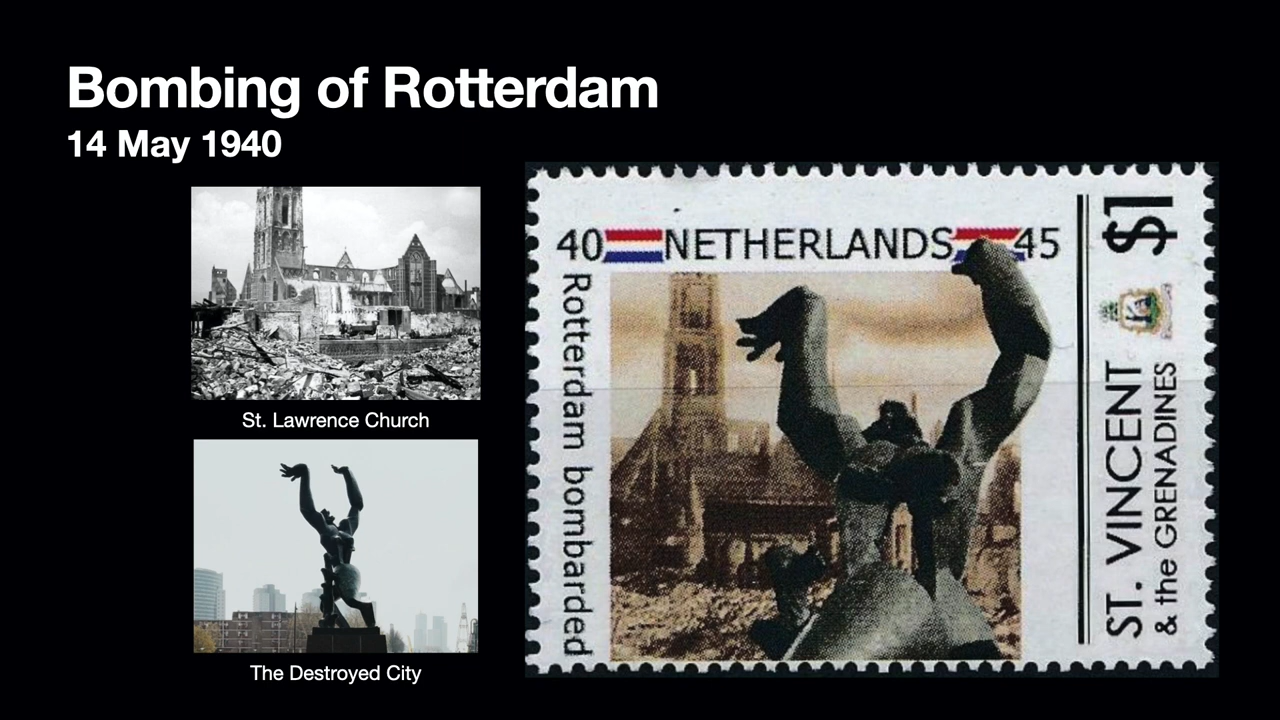 Bombing of Rotterdam
14 May 1940
St. Lawrence Church
The Destroyed City
40 NETHERLANDS 45
Rotterdam bombarded
$1
ST. VINCENT
& the GRENADINES